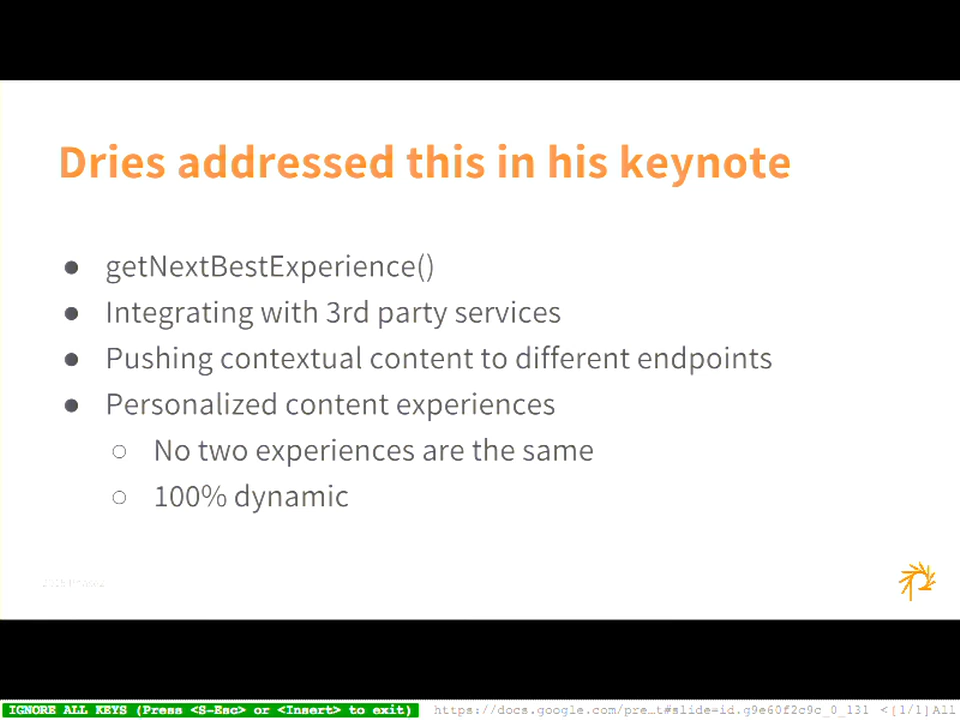 Dries addressed this in his keynote
● getNextBestExperience()
● Integrating with 3rd party services
● Pushing contextual content to different endpoints
● Personalized content experiences
○ No two experiences are the same
○ 100% dynamic
IGNORE ALL KEYS (Press <S-Esc> or <Insert> to exit) https://docs.google.com/pre…t#slide=id.g9e60f2c9c_0_131 <{1/1}All